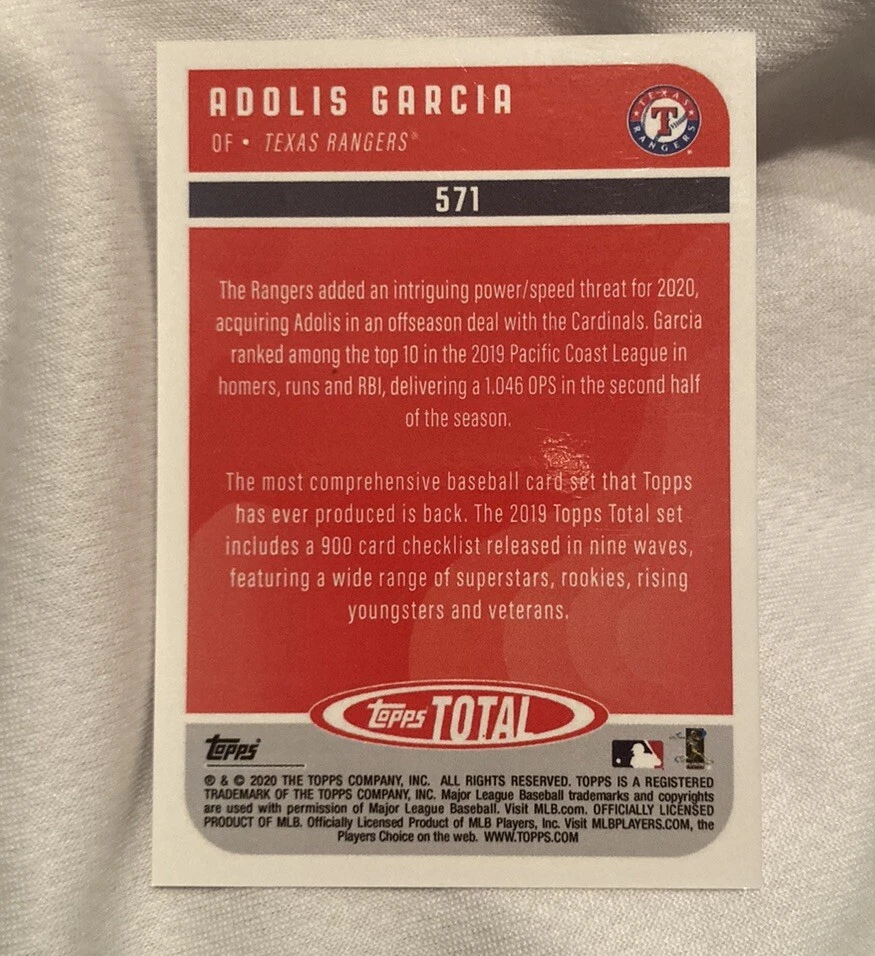 ADOLIS GARCIA
OF • TEXAS RANGERS®
TEXAS
T
RANGERS
571
The Rangers added an intriguing power/speed threat for 2020,
acquiring Adolis in an offseason deal with the Cardinals. Garcia
ranked among the top 10 in the 2019 Pacific Coast League in
homers, runs and RBI, delivering a 1.046 OPS in the second half
of the season.
The most comprehensive baseball card set that Topps
has ever produced is back. The 2019 Topps Total set
includes a 900 card checklist released in nine waves,
featuring a wide range of superstars, rookies, rising
youngsters and veterans.
topps TOTAL
topps
® & © 2020 THE TOPPS COMPANY, INC. ALL RIGHTS RESERVED. TOPPS IS A REGISTERED
TRADEMARK OF THE TOPPS COMPANY, INC. Major League Baseball trademarks and copyrights
are used with permission of Major League Baseball. Visit MLB.com. OFFICIALLY LICENSED
PRODUCT OF MLB. Officially Licensed Product of MLB Players, Inc. Visit MLBPLAYERS.COM, the
Players Choice on the web. WWW.TOPPS.COM